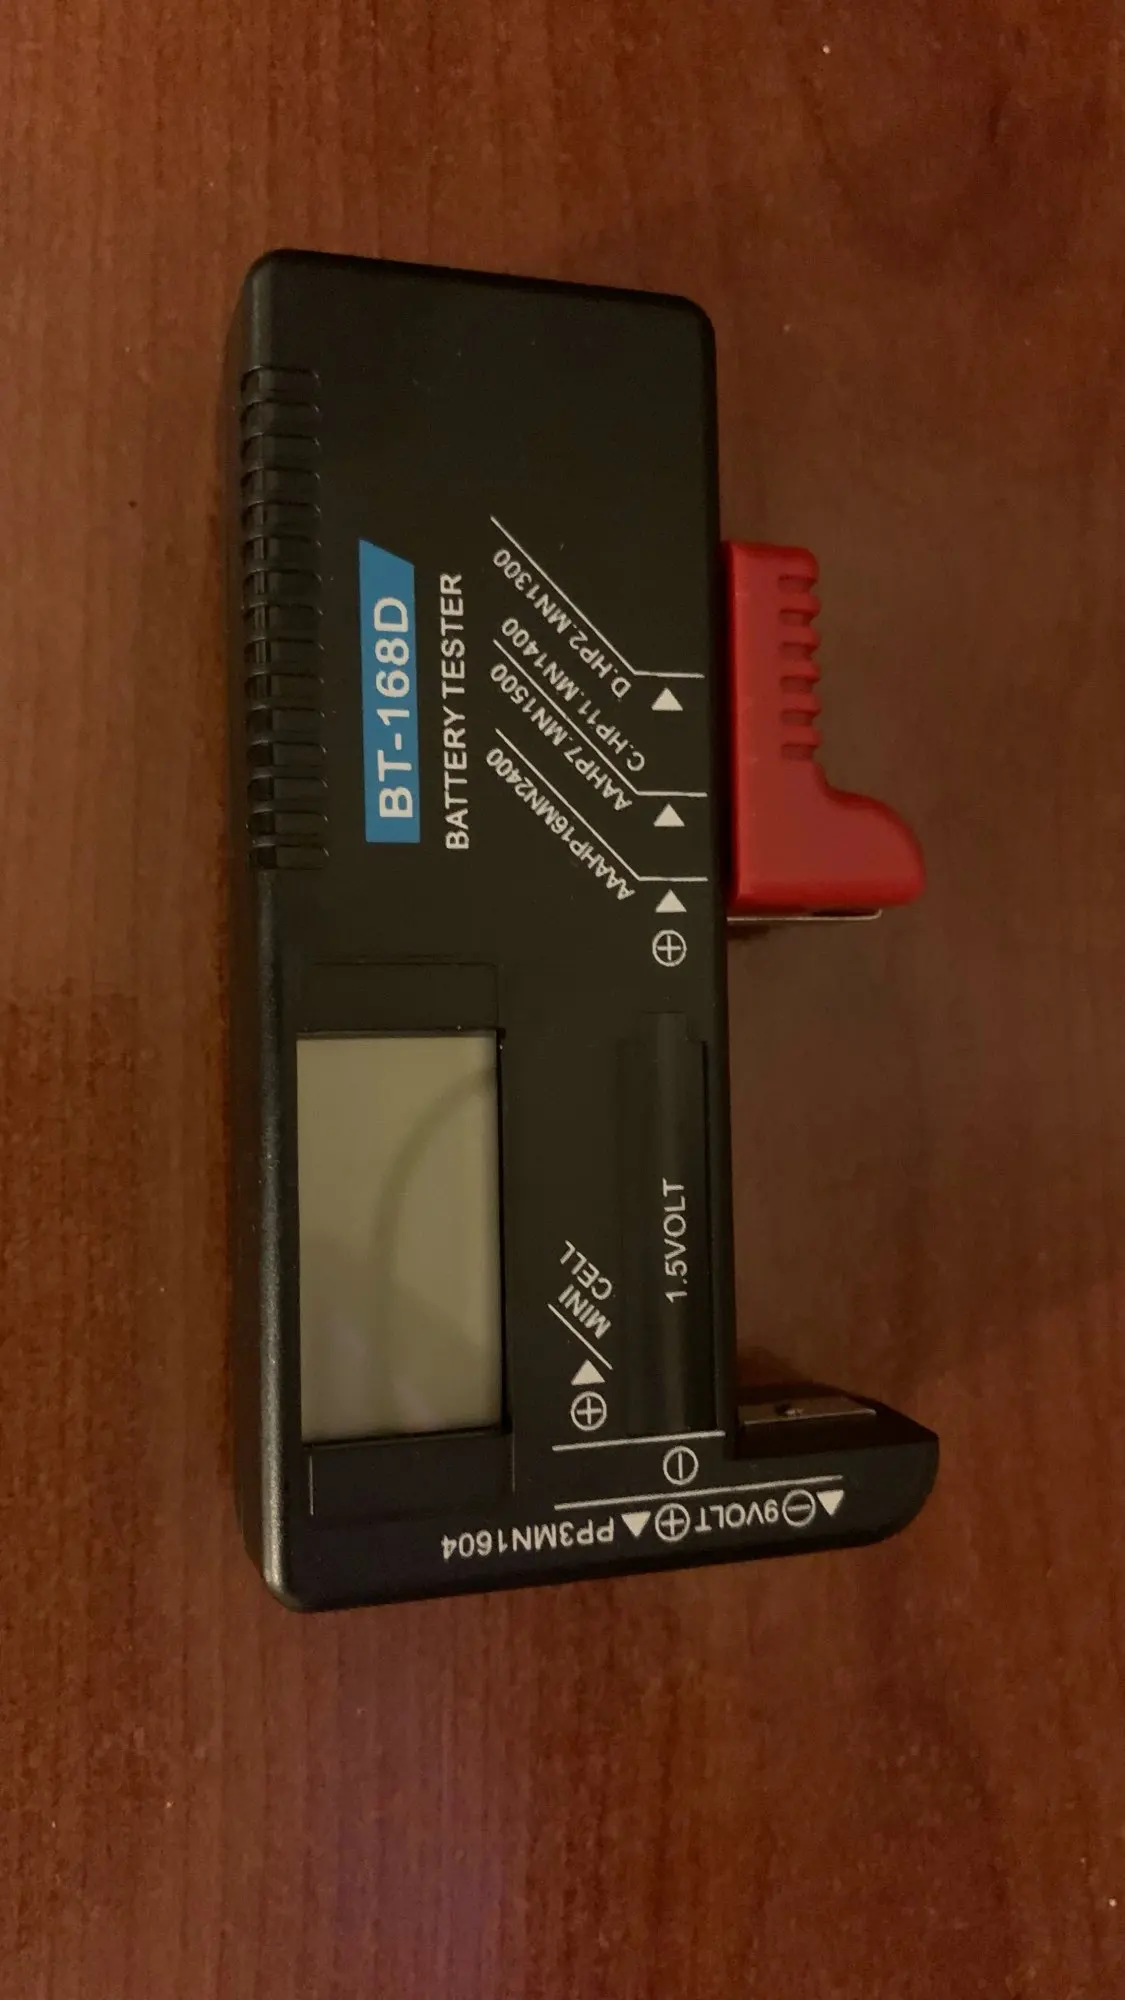 BT-168D
BATTERY TESTER
D.HP2.MN1300
C.HP11.MN1400
AAHP7.MN1500
AAAHP16MN2400
MINI
CELL
1.5VOLT
9VOLT
PP3MN1604